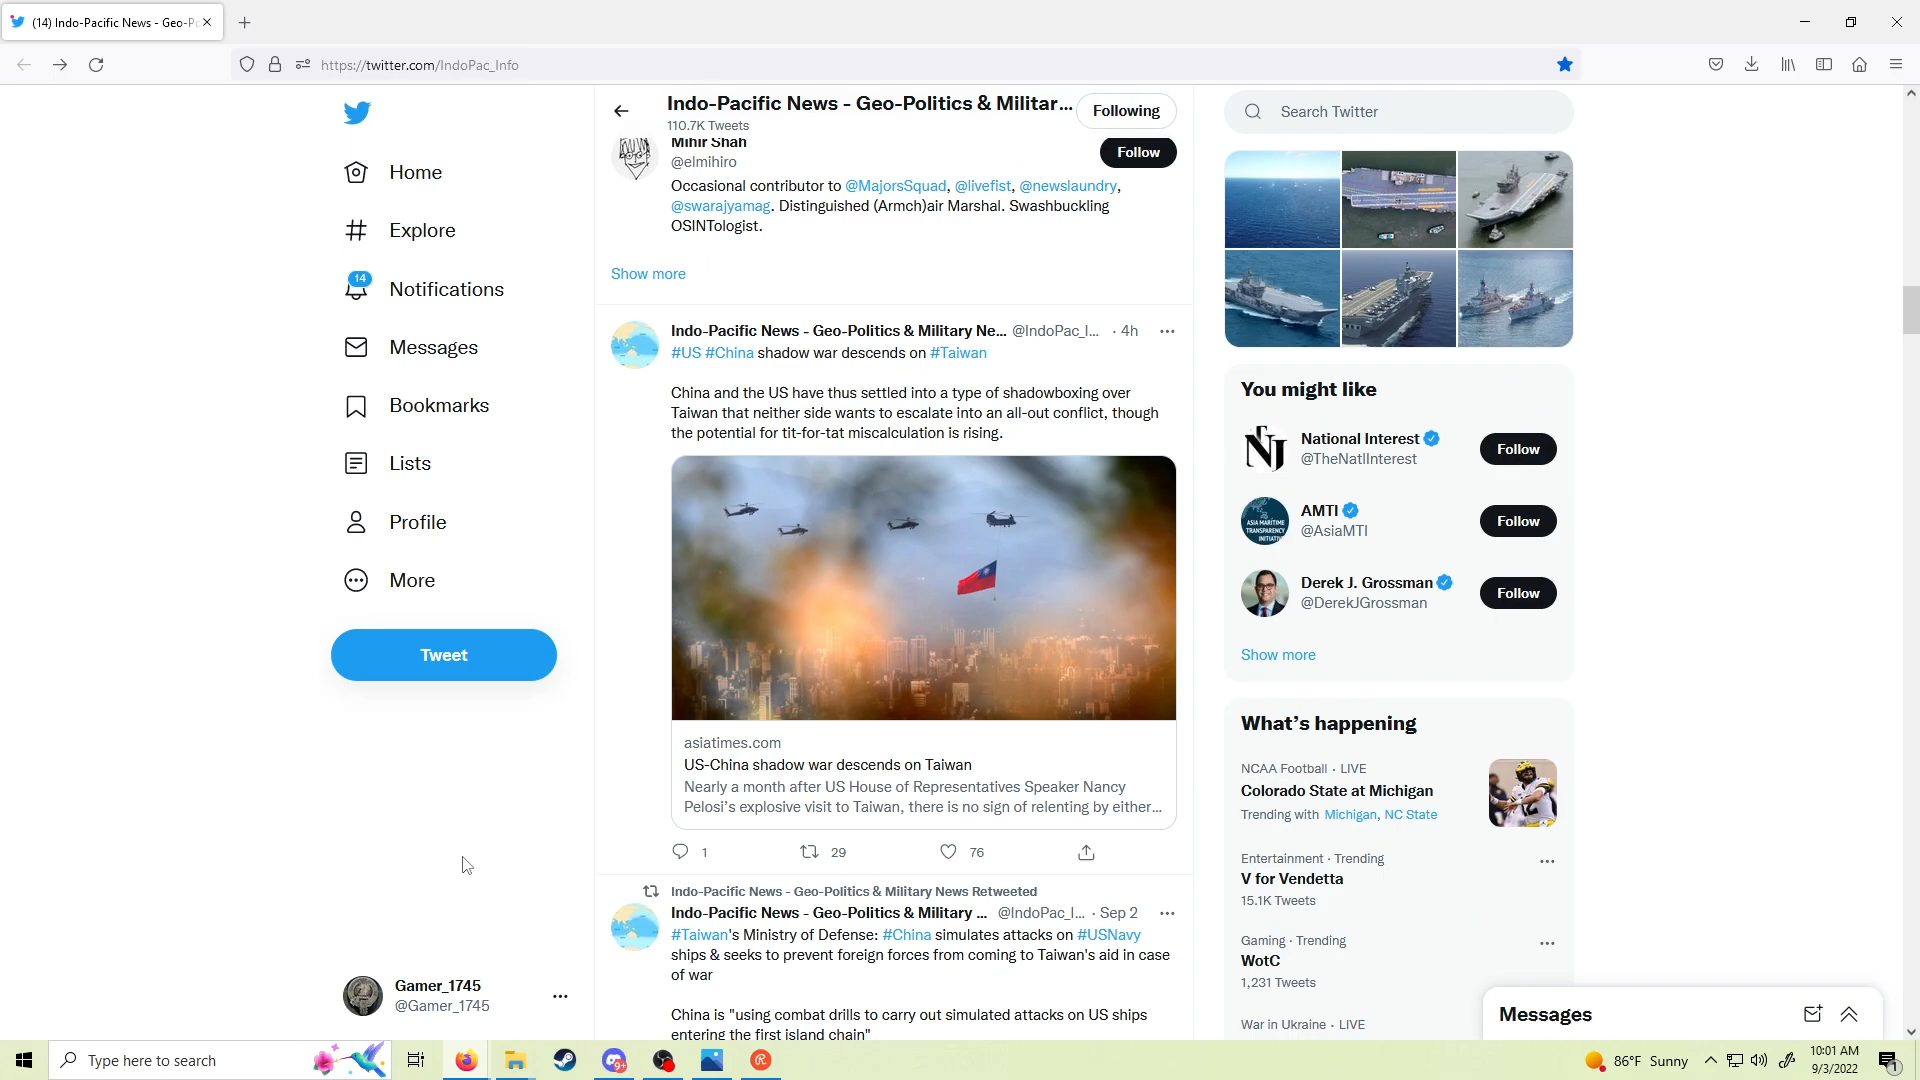 (14) Indo-Pacific News - Geo-Po
https://twitter.com/IndoPac_Info
Home
Explore
14
Notifications
Messages
Bookmarks
Lists
Profile
More
Tweet
Gamer_1745
@Gamer_1745
Indo-Pacific News - Geo-Politics & Militar...
110.7K Tweets
Following
Mihir Shah
@elmihiro
Follow
Occasional contributor to @MajorsSquad, @livefist, @newslaundry,
@swarajyamag. Distinguished (Armch)air Marshal. Swashbuckling
OSINTologist.
Show more
Indo-Pacific News - Geo-Politics & Military Ne... @IndoPac_I... · 4h
#US #China shadow war descends on #Taiwan
China and the US have thus settled into a type of shadowboxing over
Taiwan that neither side wants to escalate into an all-out conflict, though
the potential for tit-for-tat miscalculation is rising.
asiatimes.com
US-China shadow war descends on Taiwan
Nearly a month after US House of Representatives Speaker Nancy
Pelosi's explosive visit to Taiwan, there is no sign of relenting by either...
1 29 76
Indo-Pacific News - Geo-Politics & Military News Retweeted
Indo-Pacific News - Geo-Politics & Military ... @IndoPac_I... · Sep 2
#Taiwan's Ministry of Defense: #China simulates attacks on #USNavy
ships & seeks to prevent foreign forces from coming to Taiwan's aid in case
of war
China is "using combat drills to carry out simulated attacks on US ships
entering the first island chain"
Search Twitter
You might like
National Interest
@TheNatlInterest
Follow
ASIA MARITIME
TRANSPARENCY
INITIATIVE
AMTI
@AsiaMTI
Follow
Derek J. Grossman
@DerekJGrossman
Follow
Show more
What's happening
NCAA Football · LIVE
Colorado State at Michigan
Trending with Michigan, NC State
Entertainment · Trending
V for Vendetta
15.1K Tweets
Gaming · Trending
WotC
1,231 Tweets
War in Ukraine · LIVE
Messages
Type here to search
9+
86°F Sunny
10:01 AM
9/3/2022
1